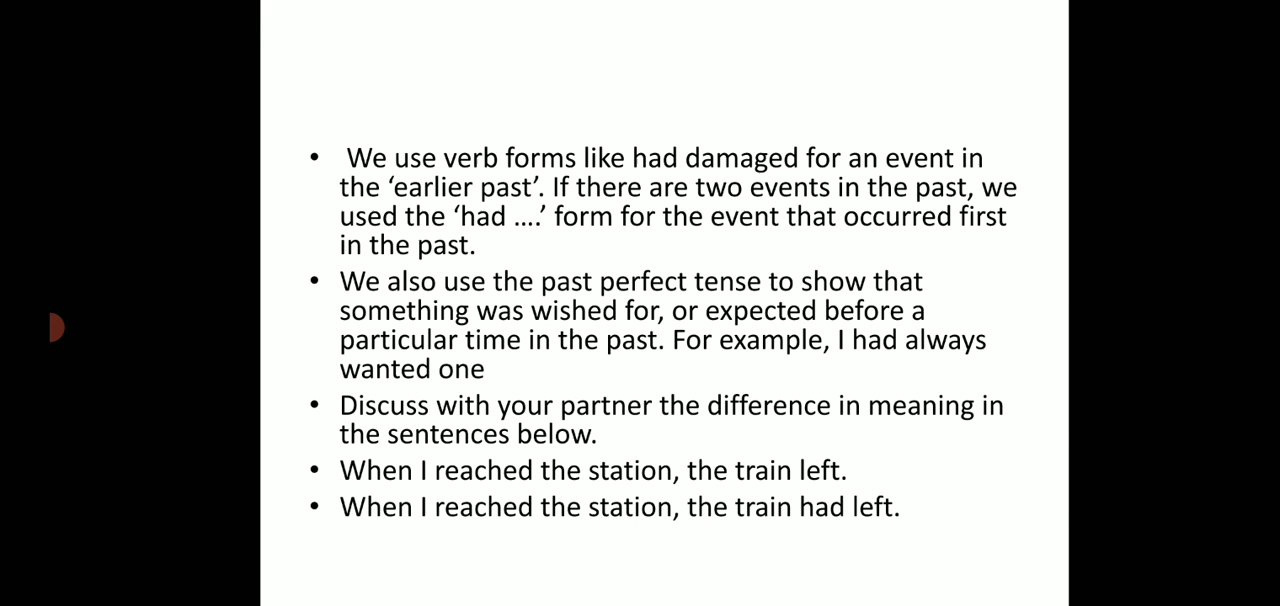 • We use verb forms like had damaged for an event in
the ‘earlier past’. If there are two events in the past, we
used the ‘had ....’ form for the event that occurred first
in the past.
• We also use the past perfect tense to show that
something was wished for, or expected before a
particular time in the past. For example, I had always
wanted one
• Discuss with your partner the difference in meaning in
the sentences below.
• When I reached the station, the train left.
• When I reached the station, the train had left.